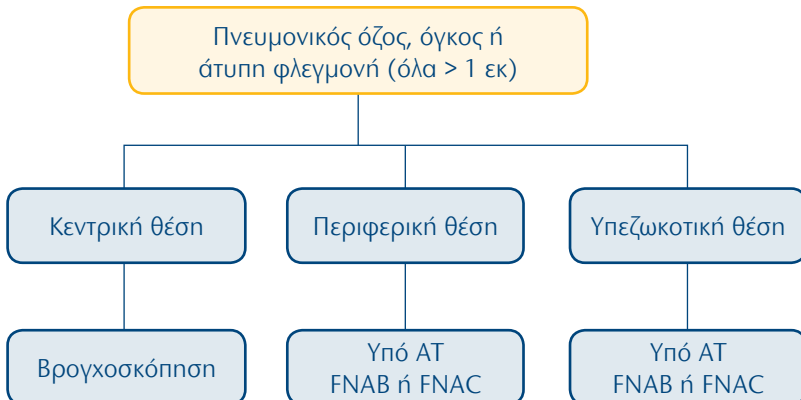 Πνευμονικός όζος, όγκος ή
άτυπη φλεγμονή (όλα > 1 εκ)
Κεντρική θέση
Περιφερική θέση
Υπεζωκοτική θέση
Βρογχοσκόπηση
Υπό ΑΤ
FNAB ή FNAC
Υπό ΑΤ
FNAB ή FNAC